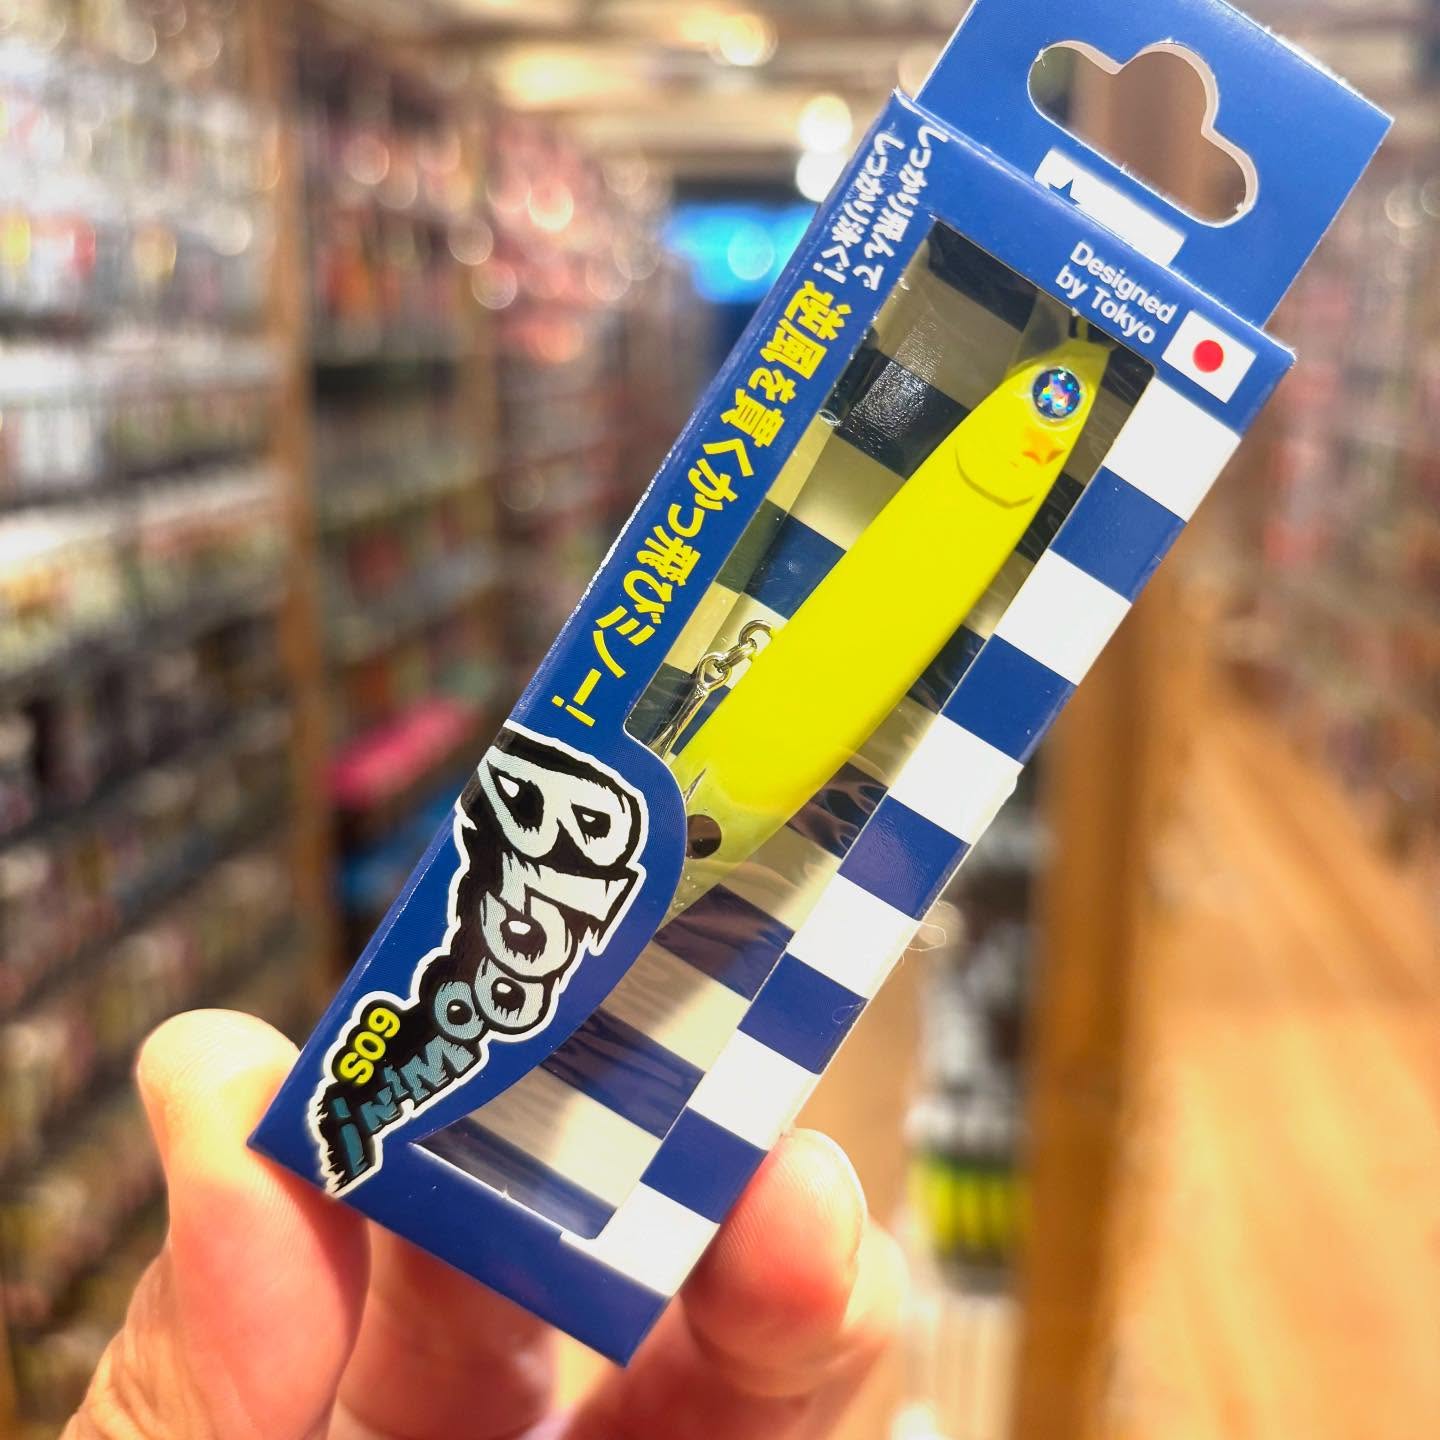 Designed
by Tokyo
しっかり飛んで
しっかり泳ぐ!
逆風を貫くかっ飛びミノー!
BloooWin!
60S